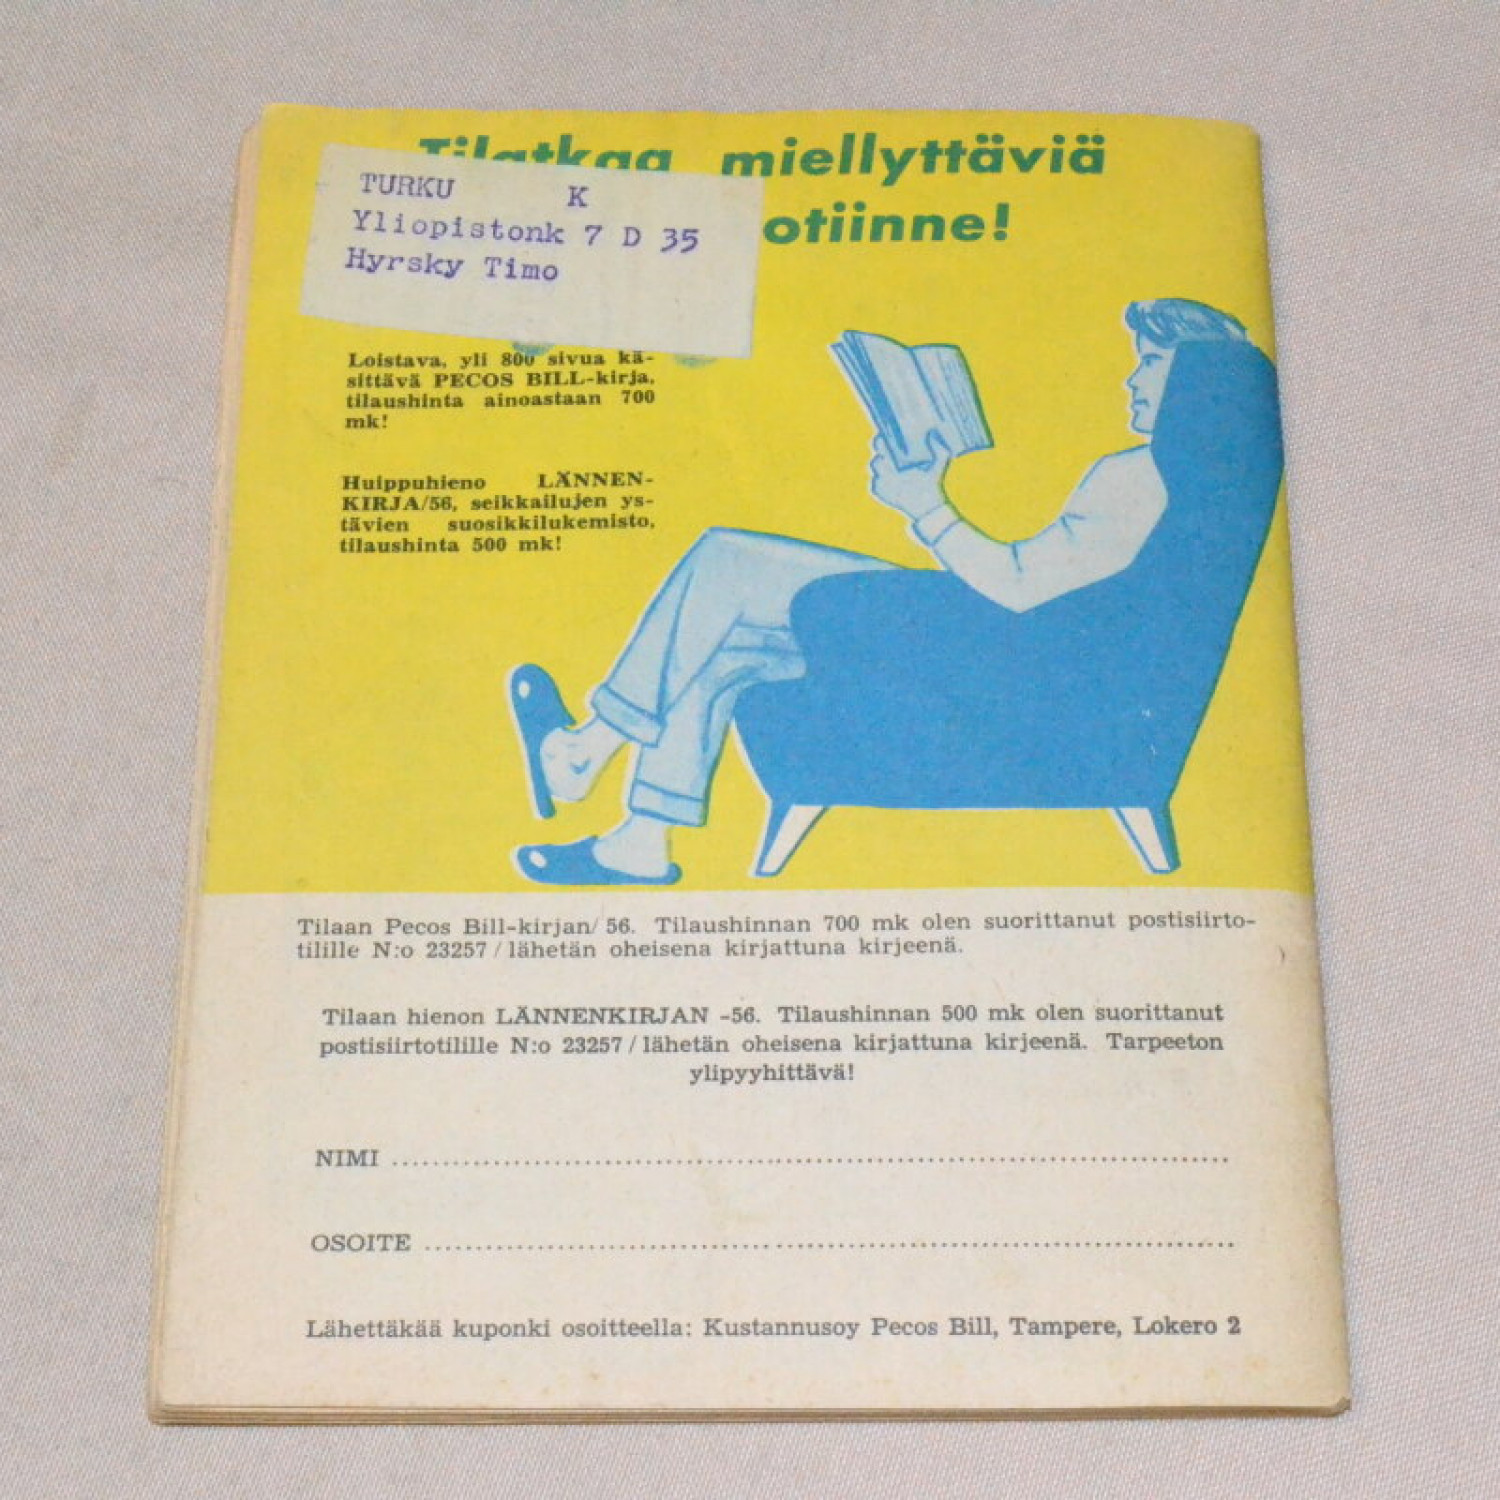 Tilatkaa miellyttäviä
otiinne!
TURKU K
Yliopistonk 7 D 35
Hyrsky Timo
Loistava, yli 800 sivua kä-
sittävä PECOS BILL-kirja,
tilaushinta ainoastaan 700
mk!
Huippuhieno LÄNNEN-
KIRJA/56, seikkailujen ys-
tävien suosikkilukemisto,
tilaushinta 500 mk!
Tilaan Pecos Bill-kirjan/ 56. Tilaushinnan 700 mk olen suorittanut postisiirto-
tilille N:o 23257 / lähetän oheisena kirjattuna kirjeenä.
Tilaan hienon LÄNNENKIRJAN -56. Tilaushinnan 500 mk olen suorittanut
postisiirtotilille N:o 23257 / lähetän oheisena kirjattuna kirjeenä. Tarpeeton
ylipyyhittävä!
NIMI
OSOITE
Lähettäkää kuponki osoitteella: Kustannusoy Pecos Bill, Tampere, Lokero 2